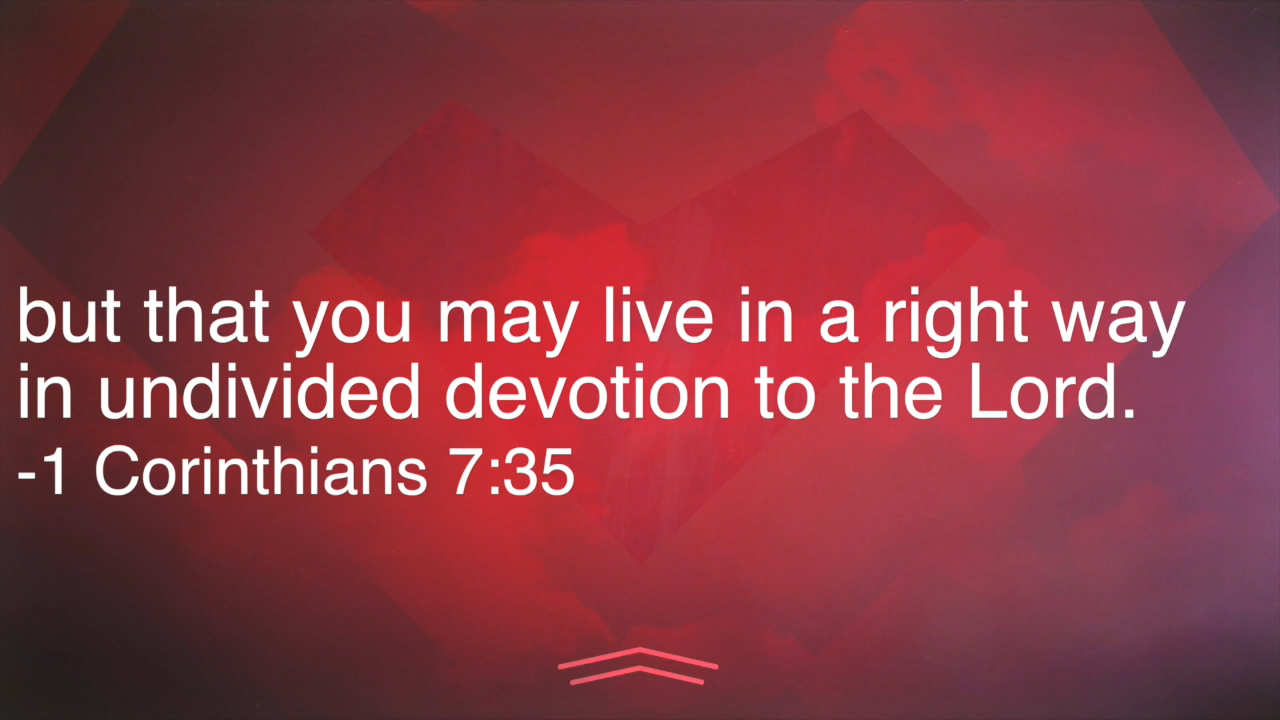 but that you may live in a right way
in undivided devotion to the Lord.
-1 Corinthians 7:35